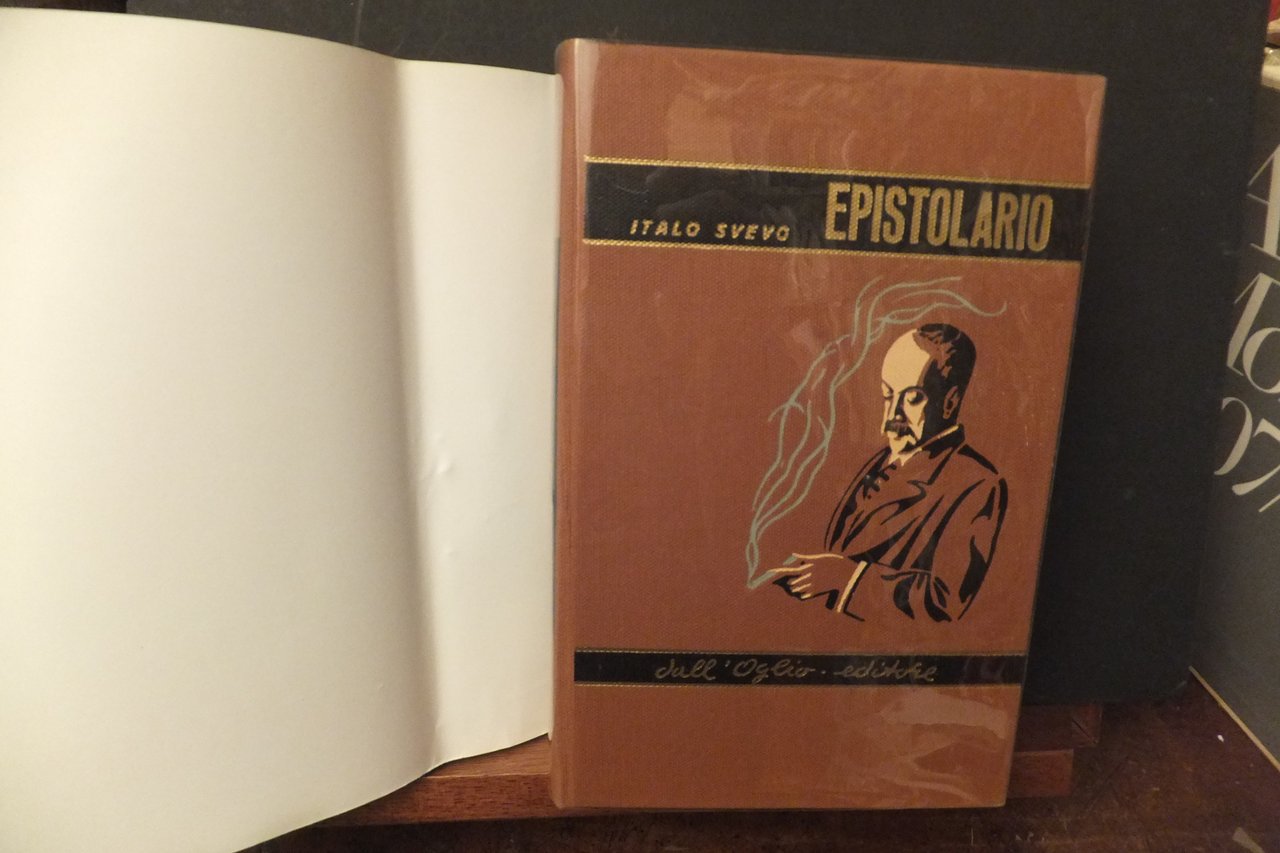 ITALO SVEVO EPISTOLARIO
dall'Oglio · editore